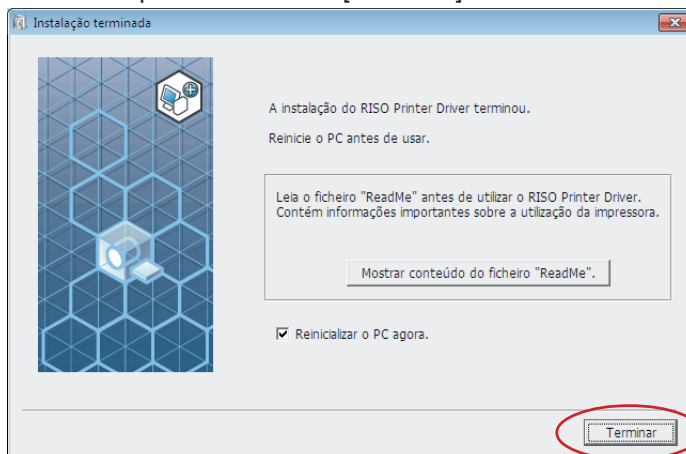 Instalação terminada
A instalação do RISO Printer Driver terminou.
Reinicie o PC antes de usar.
Leia o ficheiro "ReadMe" antes de utilizar o RISO Printer Driver.
Contém informações importantes sobre a utilização da impressora.
Mostrar conteúdo do ficheiro "ReadMe".
Reinicializar o PC agora.
Terminar